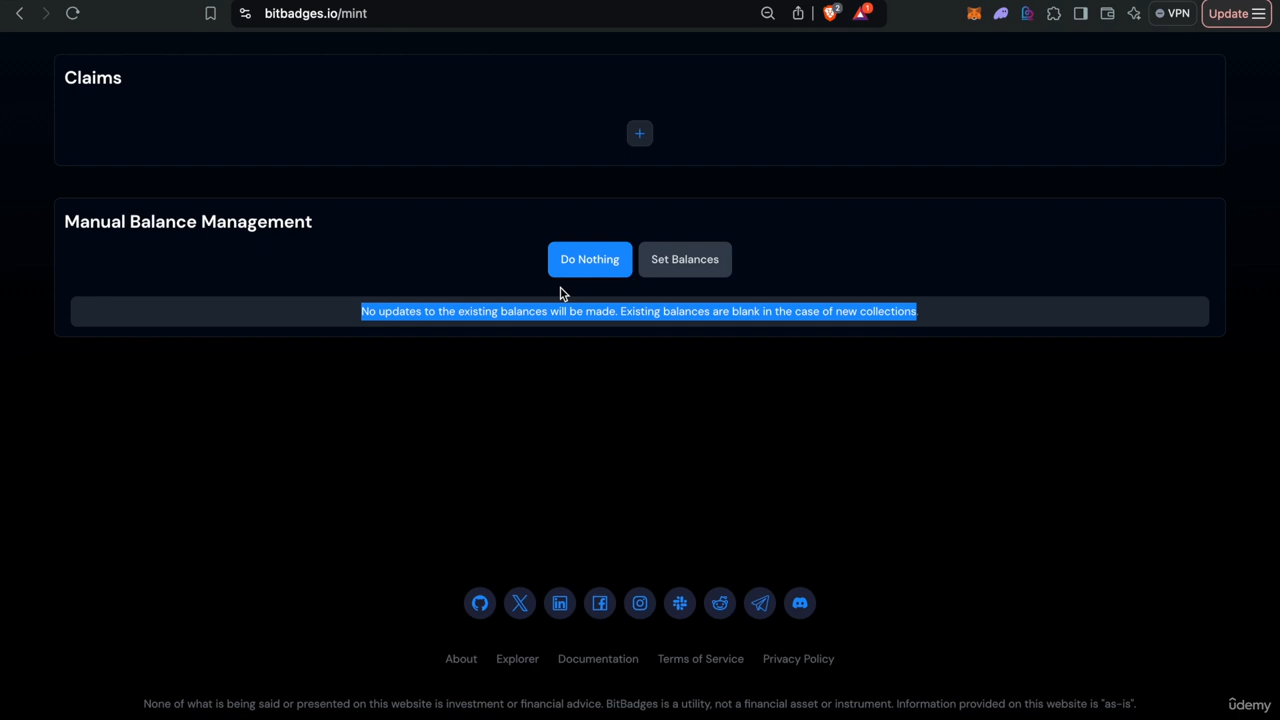 bitbadges.io/mint
2
1
VPN
Update
Claims
+
Manual Balance Management
Do Nothing
Set Balances
No updates to the existing balances will be made. Existing balances are blank in the case of new collections.
About
Explorer
Documentation
Terms of Service
Privacy Policy
None of what is being said or presented on this website is investment or financial advice. BitBadges is a utility, not a financial asset or instrument. Information provided on this website is "as-is".
ûdemy